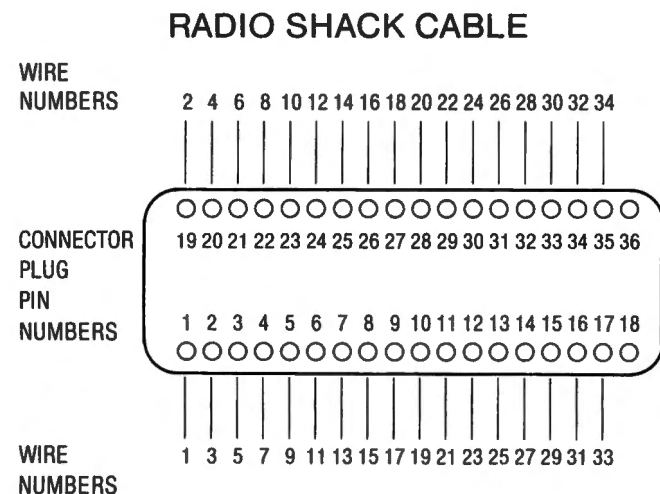 RADIO SHACK CABLE
WIRE
NUMBERS 2 4 6 8 10 12 14 16 18 20 22 24 26 28 30 32 34
CONNECTOR 19 20 21 22 23 24 25 26 27 28 29 30 31 32 33 34 35 36
PLUG
PIN
NUMBERS 1 2 3 4 5 6 7 8 9 10 11 12 13 14 15 16 17 18
WIRE 1 3 5 7 9 11 13 15 17 19 21 23 25 27 29 31 33
NUMBERS